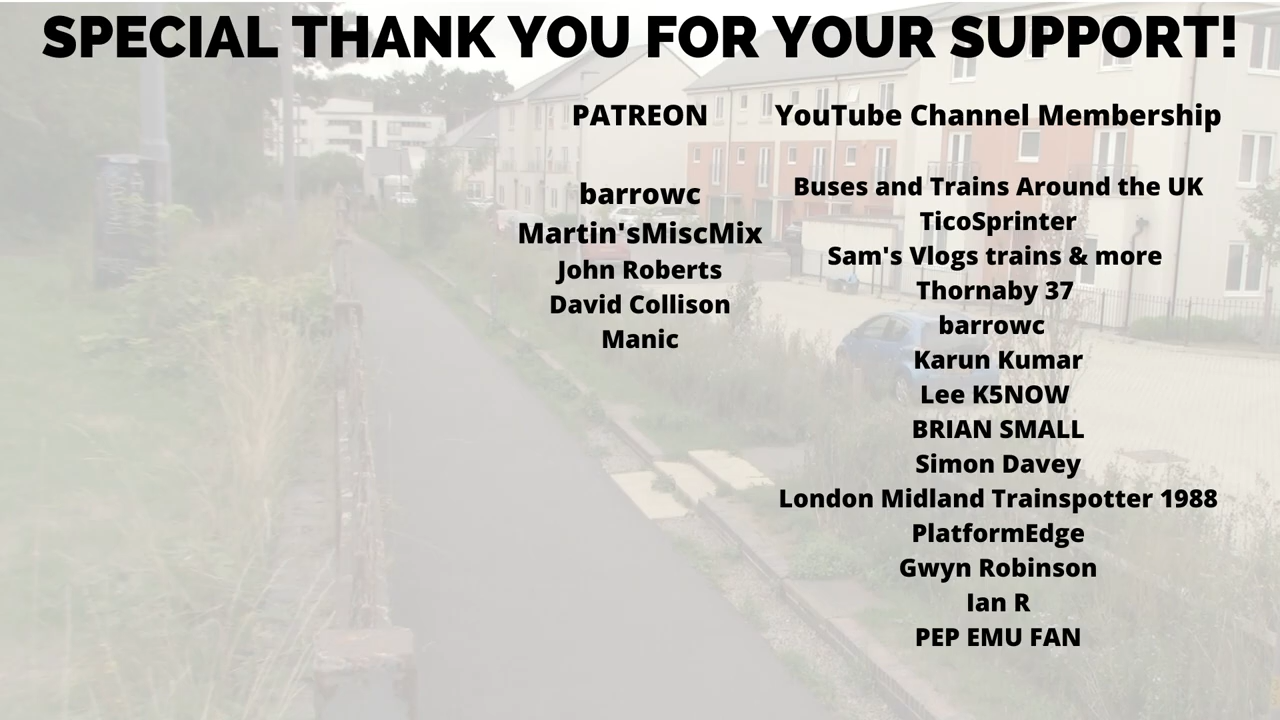 SPECIAL THANK YOU FOR YOUR SUPPORT!
PATREON
barrowc
Martin'sMiscMix
John Roberts
David Collison
Manic
YouTube Channel Membership
Buses and Trains Around the UK
TicoSprinter
Sam's Vlogs trains & more
Thornaby 37
barrowc
Karun Kumar
Lee K5NOW
BRIAN SMALL
Simon Davey
London Midland Trainspotter 1988
PlatformEdge
Gwyn Robinson
Ian R
PEP EMU FAN